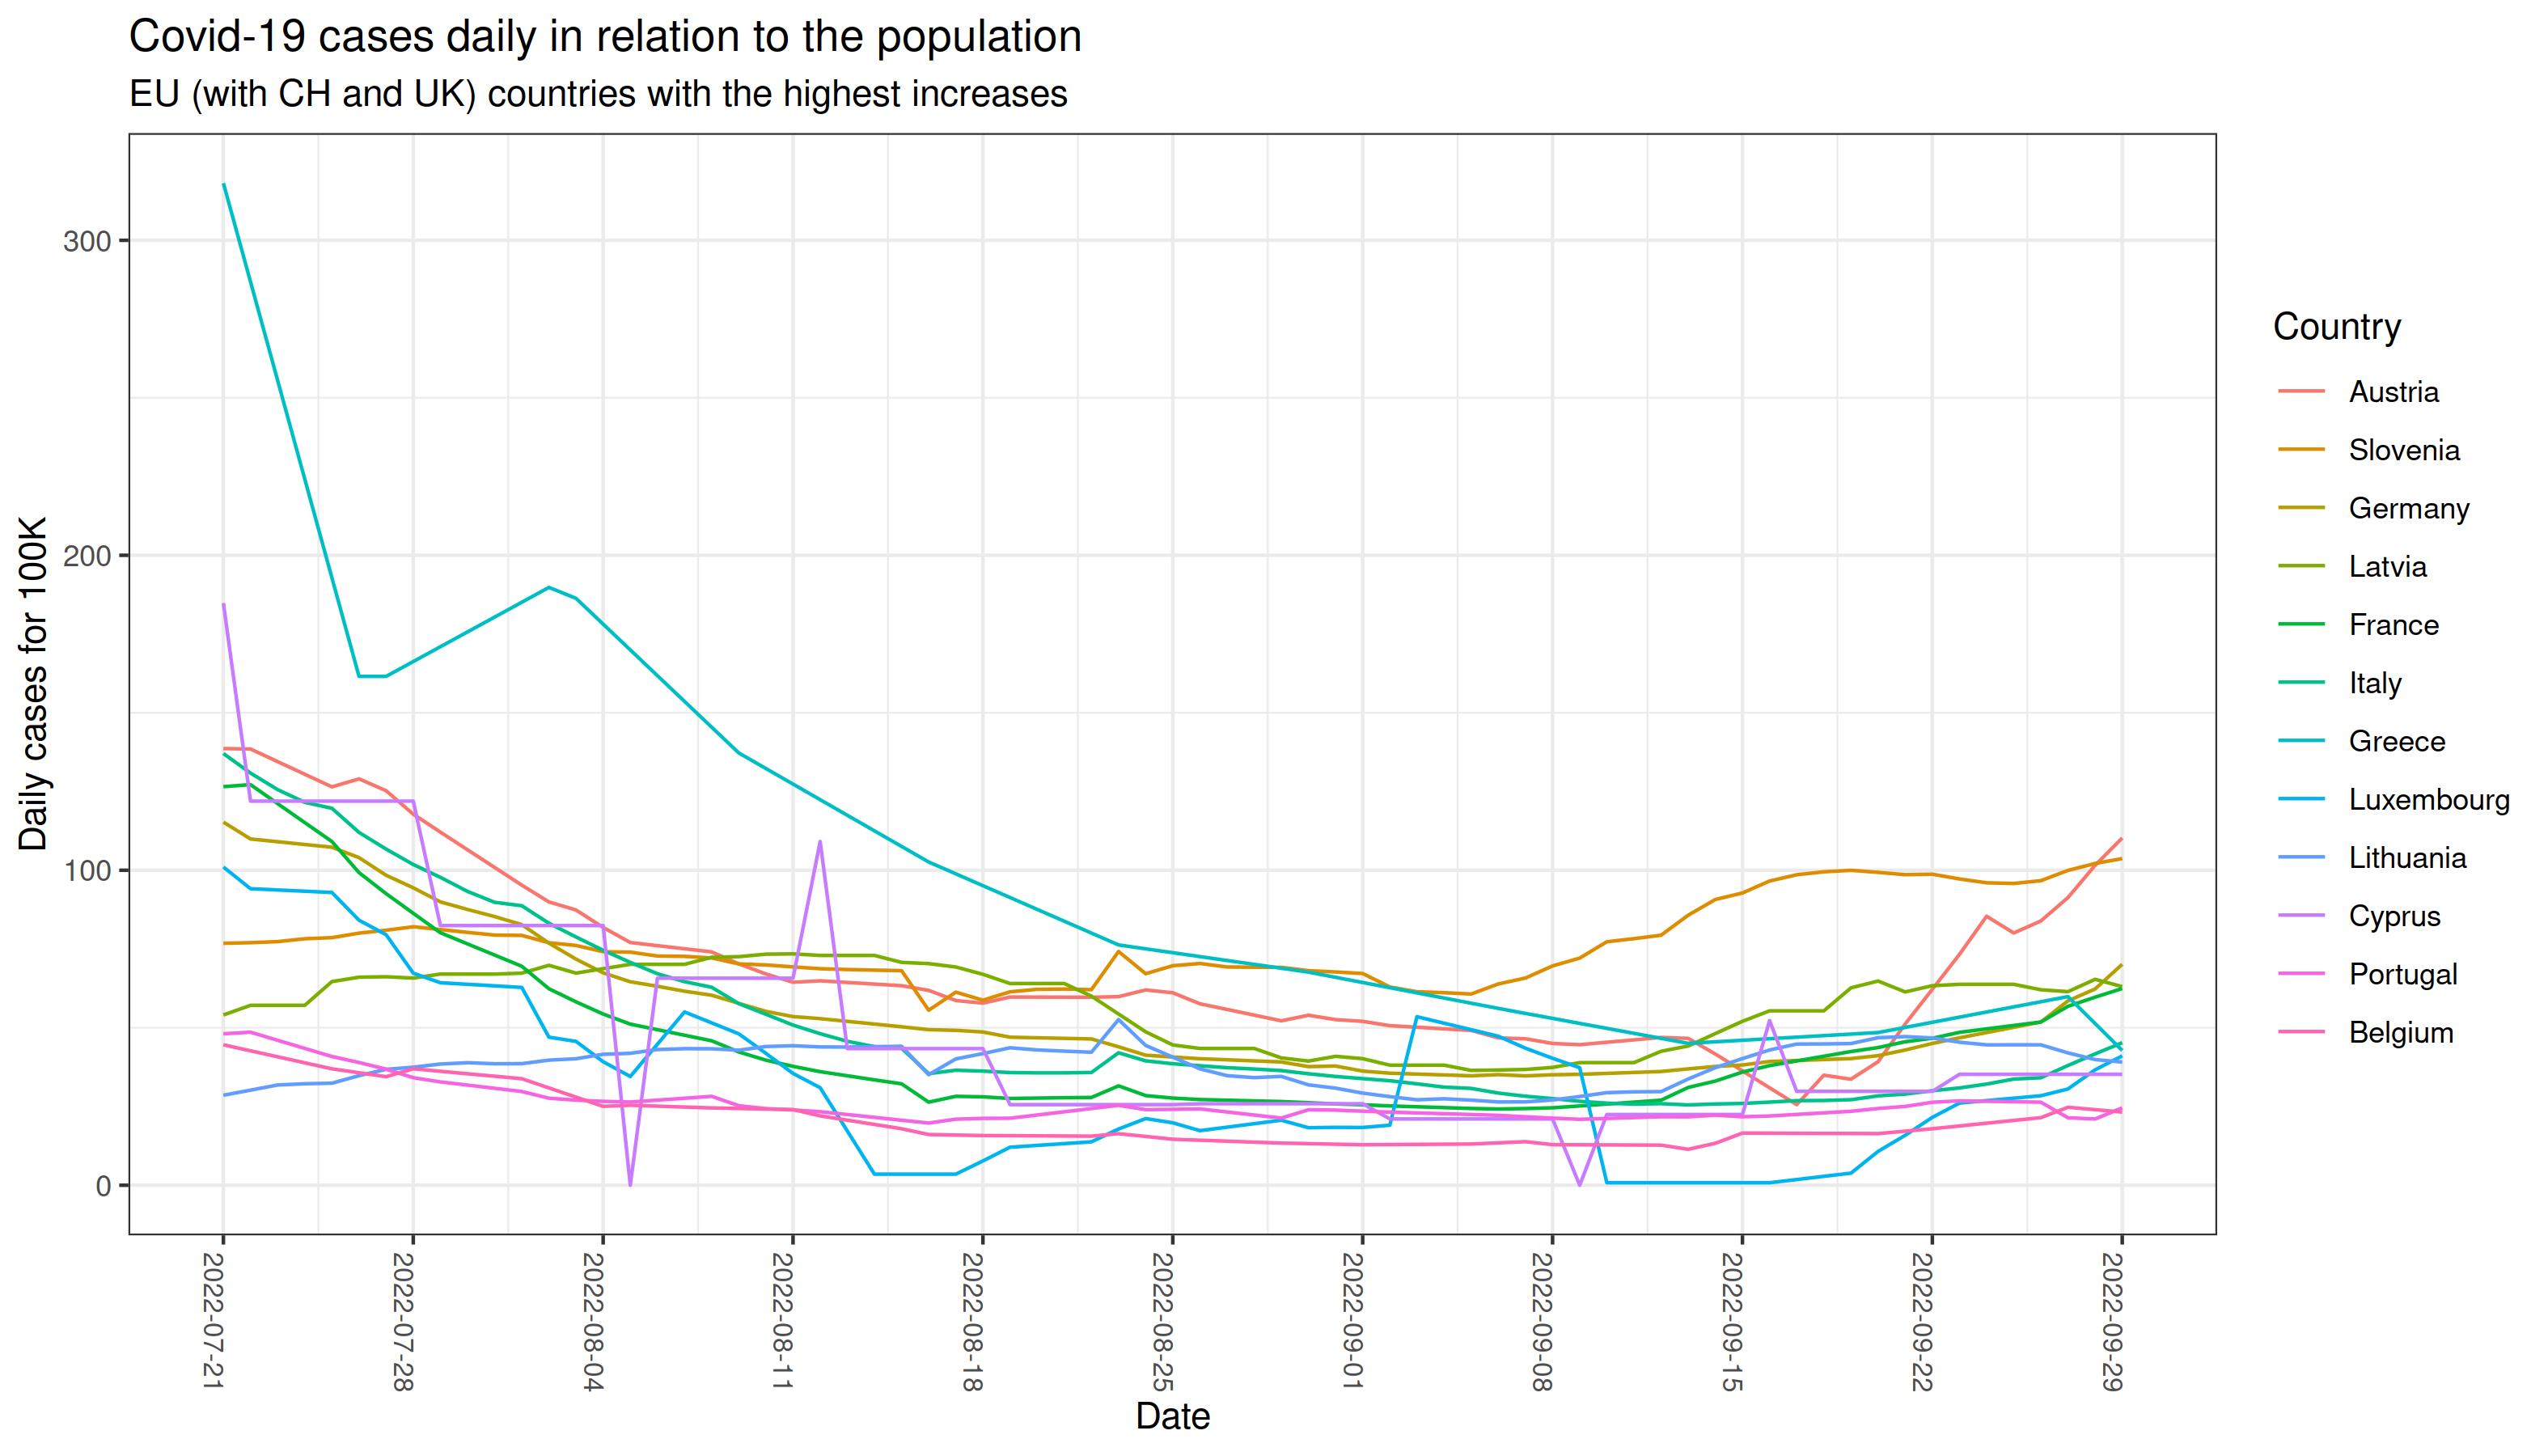 Covid-19 cases daily in relation to the population
EU (with CH and UK) countries with the highest increases
Daily cases for 100K
300
200
100
0
2022-07-21
2022-07-28
2022-08-04
2022-08-11
2022-08-18
2022-08-25
2022-09-01
2022-09-08
2022-09-15
2022-09-22
2022-09-29
Date
Country
Austria
Slovenia
Germany
Latvia
France
Italy
Greece
Luxembourg
Lithuania
Cyprus
Portugal
Belgium